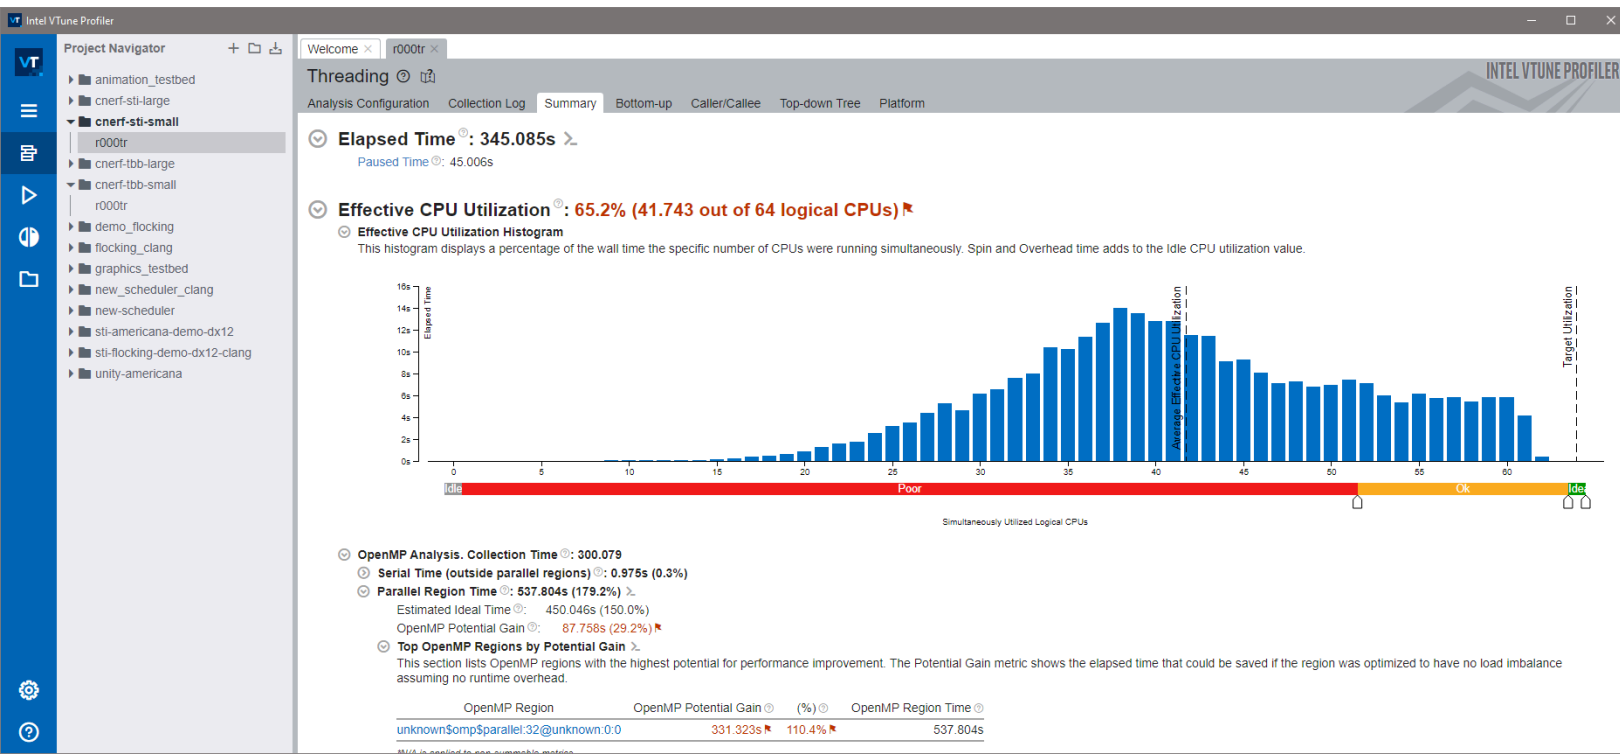 Intel VTune Profiler
VT
Project Navigator
animation_testbed
cnerf-sti-large
cnerf-sti-small
r000tr
cnerf-tbb-large
cnerf-tbb-small
r000tr
demo_flocking
flocking_clang
graphics_testbed
new_scheduler_clang
new-scheduler
sti-americana-demo-dx12
sti-flocking-demo-dx12-clang
unity-americana
Welcome
r000tr
Threading
INTEL VTUNE PROFILER
Analysis Configuration Collection Log Summary Bottom-up Caller/Callee Top-down Tree Platform
Elapsed Time: 345.085s
Paused Time: 45.006s
Effective CPU Utilization: 65.2% (41.743 out of 64 logical CPUs)
Effective CPU Utilization Histogram
This histogram displays a percentage of the wall time the specific number of CPUs were running simultaneously. Spin and Overhead time adds to the Idle CPU utilization value.
16s
14s
12s
10s
8s
6s
4s
2s
0s
Elapsed Time
Average Effective CPU Utilization
Target Utilization
0 5 10 15 20 25 30 35 40 45 50 55 60
Idle Poor Ok Idea
Simultaneously Utilized Logical CPUs
OpenMP Analysis. Collection Time: 300.079
Serial Time (outside parallel regions): 0.975s (0.3%)
Parallel Region Time: 537.804s (179.2%)
Estimated Ideal Time: 450.046s (150.0%)
OpenMP Potential Gain: 87.758s (29.2%)
Top OpenMP Regions by Potential Gain
This section lists OpenMP regions with the highest potential for performance improvement. The Potential Gain metric shows the elapsed time that could be saved if the region was optimized to have no load imbalance
assuming no runtime overhead.
OpenMP Region OpenMP Potential Gain (%) OpenMP Region Time
unknown$omp$parallel:32@unknown:0:0 331.323s 110.4% 537.804s
*N/A is applied to non-summable metrics.